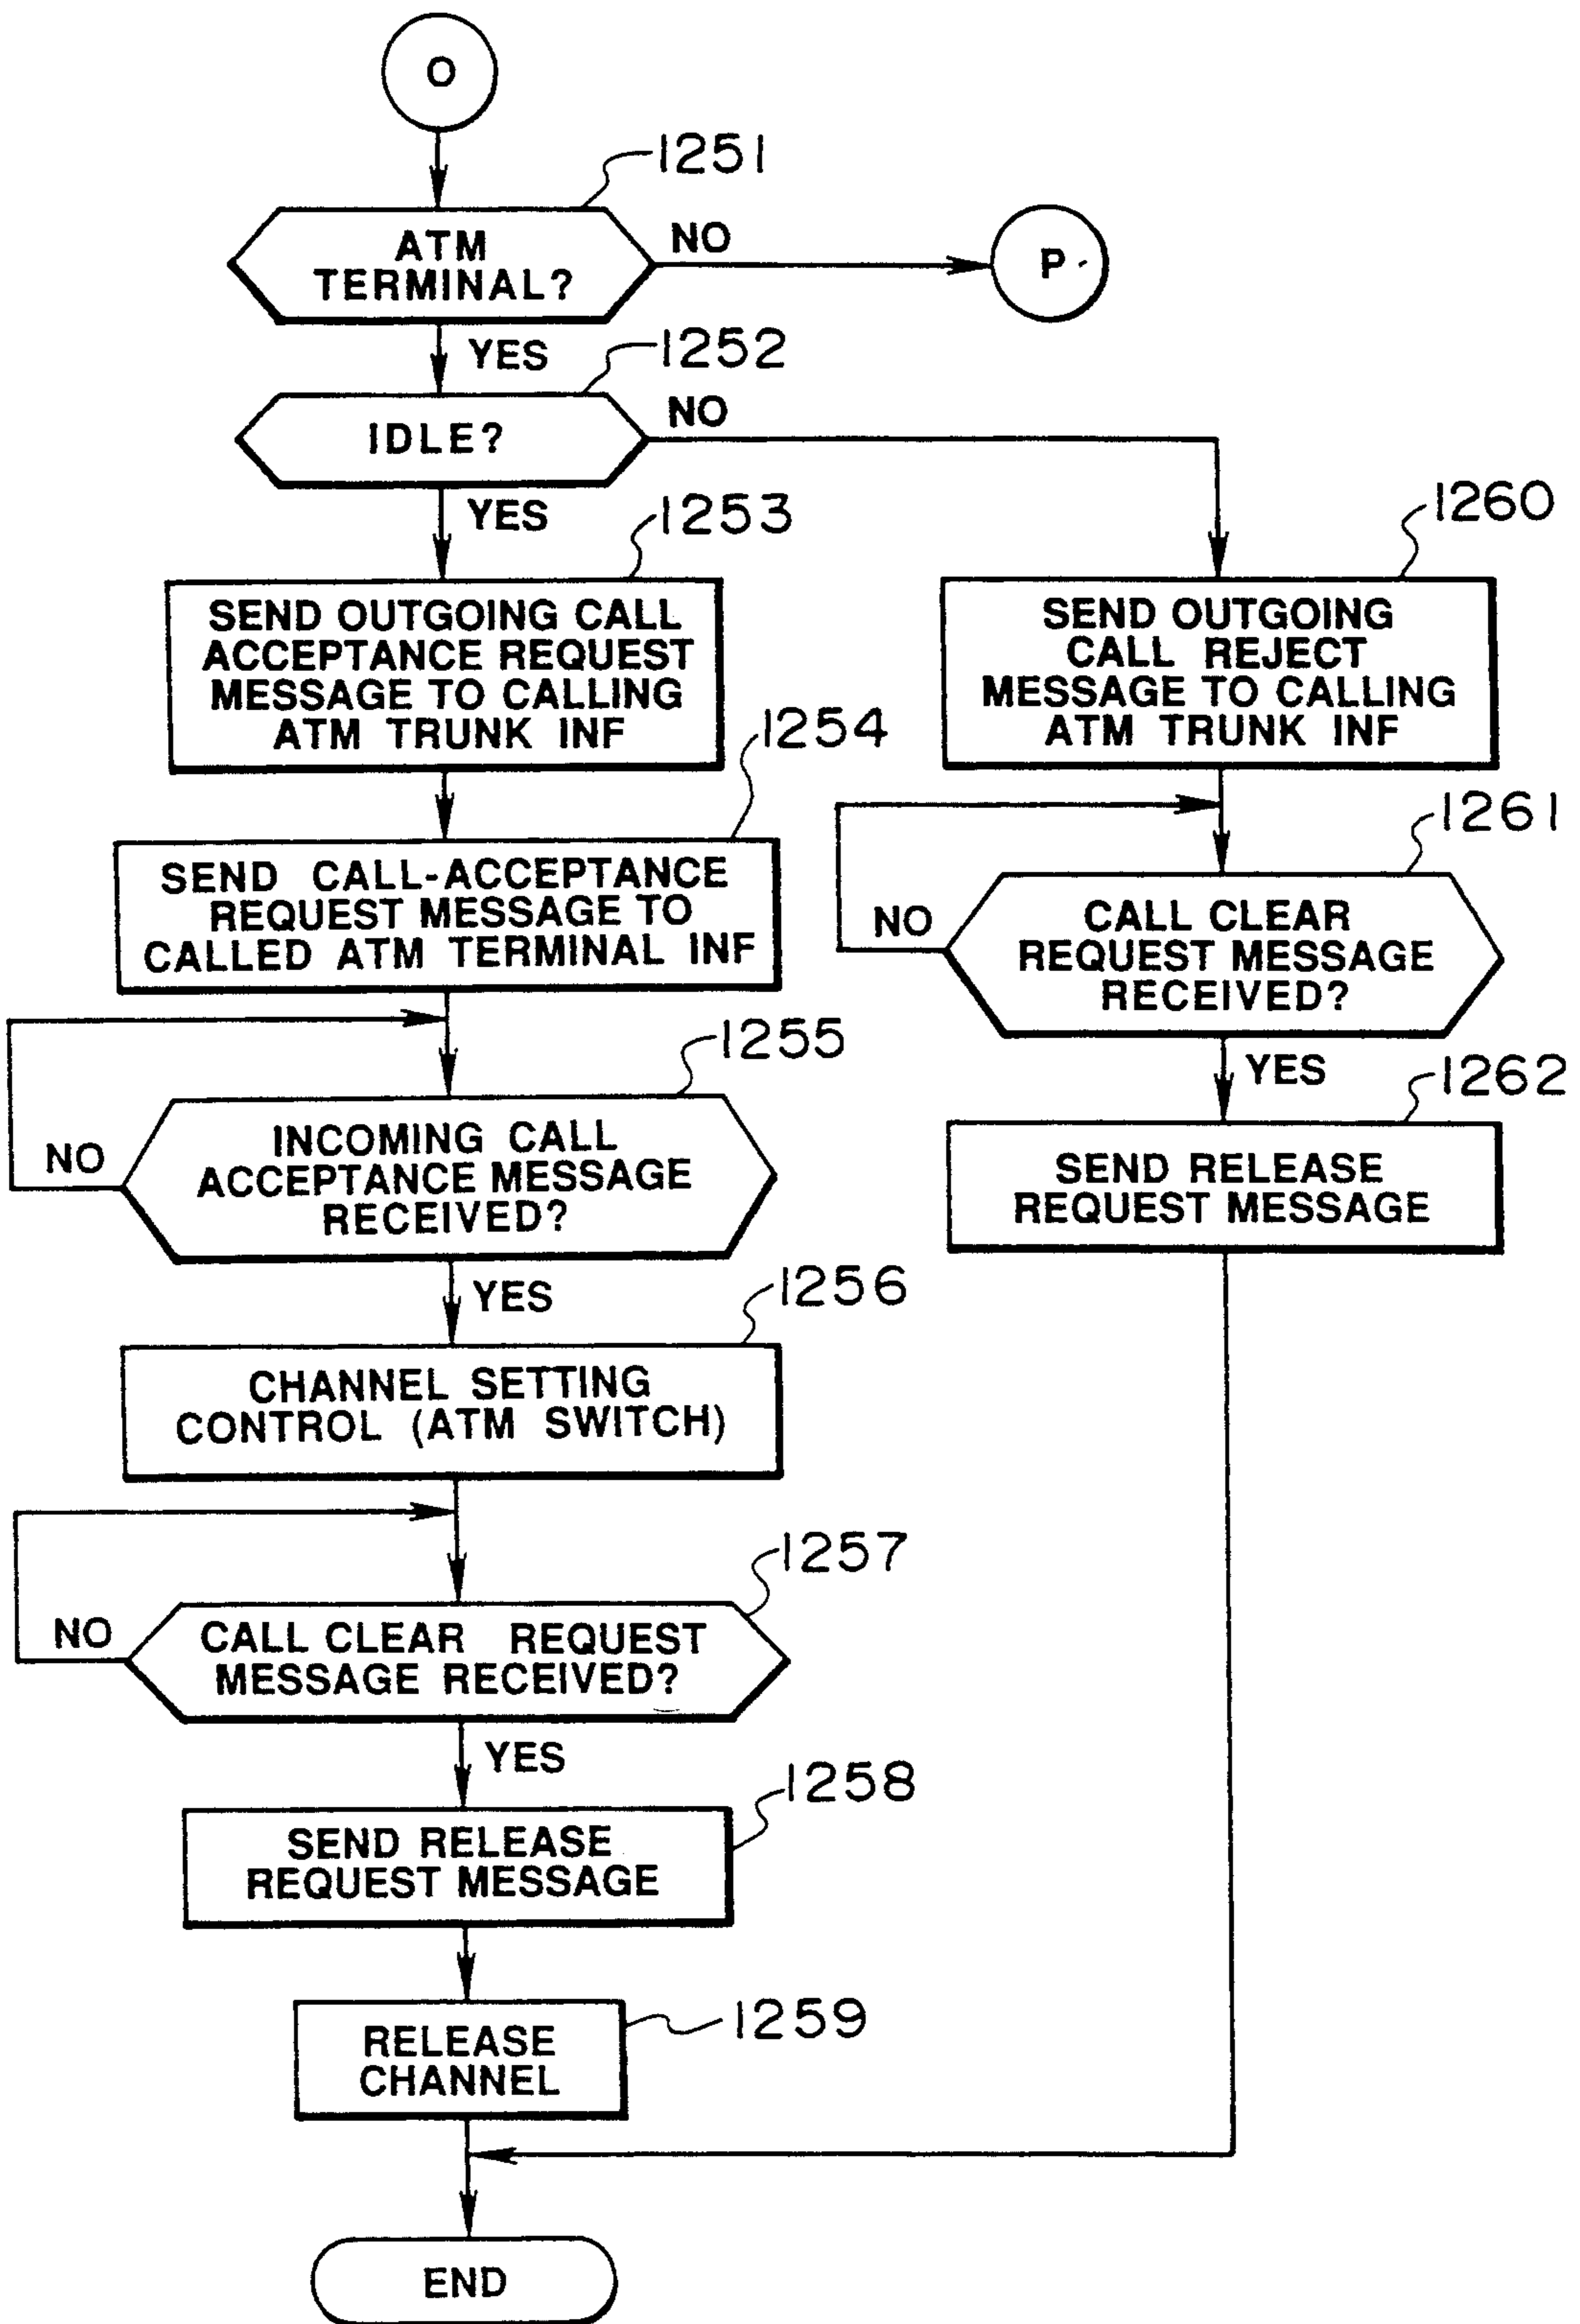 O
1251
ATM
TERMINAL?
NO
P
YES
1252
IDLE?
NO
YES
1253
SEND OUTGOING CALL
ACCEPTANCE REQUEST
MESSAGE TO CALLING
ATM TRUNK INF
1260
SEND OUTGOING
CALL REJECT
MESSAGE TO CALLING
ATM TRUNK INF
1254
SEND CALL-ACCEPTANCE
REQUEST MESSAGE TO
CALLED ATM TERMINAL INF
1261
NO
CALL CLEAR
REQUEST MESSAGE
RECEIVED?
YES
1255
NO
INCOMING CALL
ACCEPTANCE MESSAGE
RECEIVED?
YES
1262
SEND RELEASE
REQUEST MESSAGE
1256
CHANNEL SETTING
CONTROL (ATM SWITCH)
1257
NO
CALL CLEAR REQUEST
MESSAGE RECEIVED?
YES
1258
SEND RELEASE
REQUEST MESSAGE
1259
RELEASE
CHANNEL
END